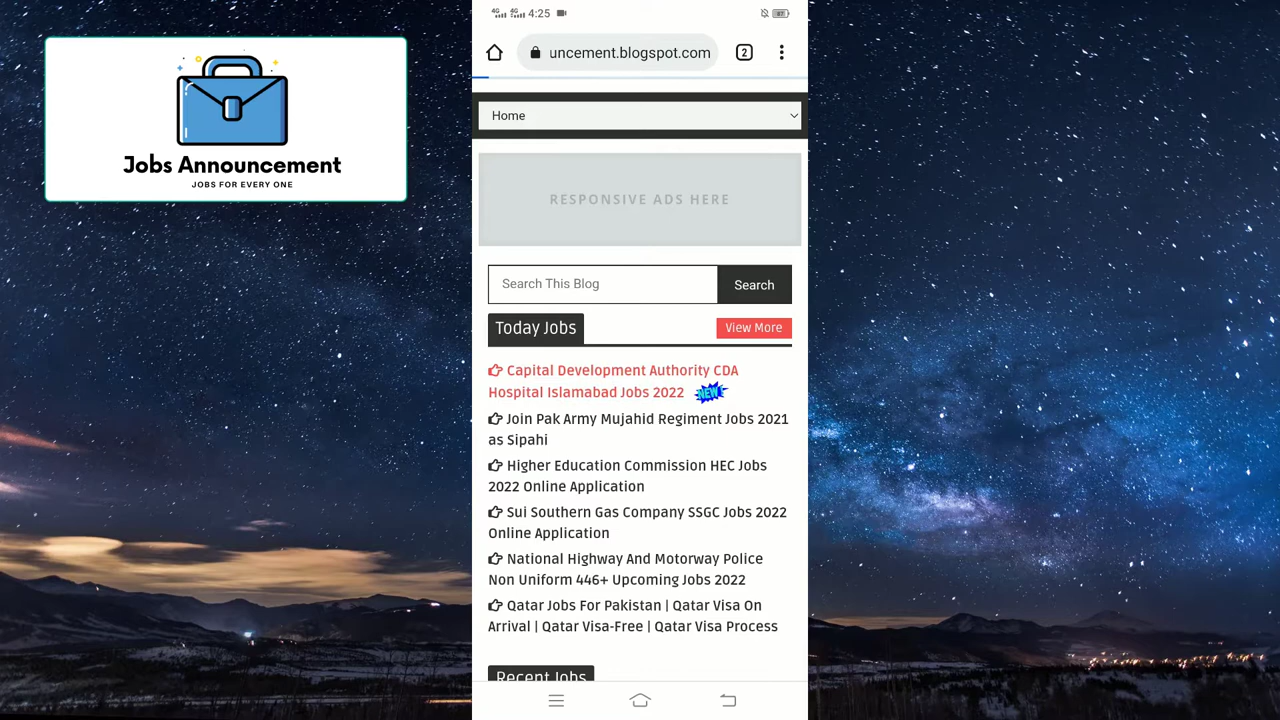 Jobs Announcement
JOBS FOR EVERY ONE
4G 4G 4:25
87
uncement.blogspot.com
2
Home
RESPONSIVE ADS HERE
Search This Blog
Search
Today Jobs
View More
Capital Development Authority CDA
Hospital Islamabad Jobs 2022 NEW
Join Pak Army Mujahid Regiment Jobs 2021
as Sipahi
Higher Education Commission HEC Jobs
2022 Online Application
Sui Southern Gas Company SSGC Jobs 2022
Online Application
National Highway And Motorway Police
Non Uniform 446+ Upcoming Jobs 2022
Qatar Jobs For Pakistan | Qatar Visa On
Arrival | Qatar Visa-Free | Qatar Visa Process
Recent Jobs